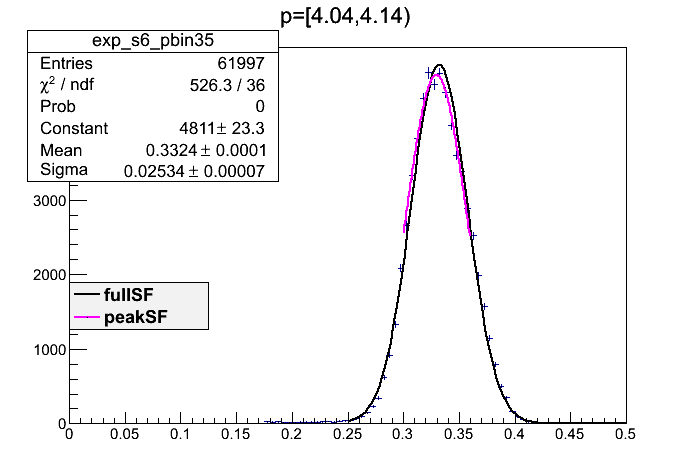 p=[4.04,4.14)
exp_s6_pbin35
Entries 61997
χ² / ndf 526.3 / 36
Prob 0
Constant 4811± 23.3
Mean 0.3324 ± 0.0001
Sigma 0.02534 ± 0.00007
3000
2000
fullSF
peakSF
1000
0
0 0.05 0.1 0.15 0.2 0.25 0.3 0.35 0.4 0.45 0.5